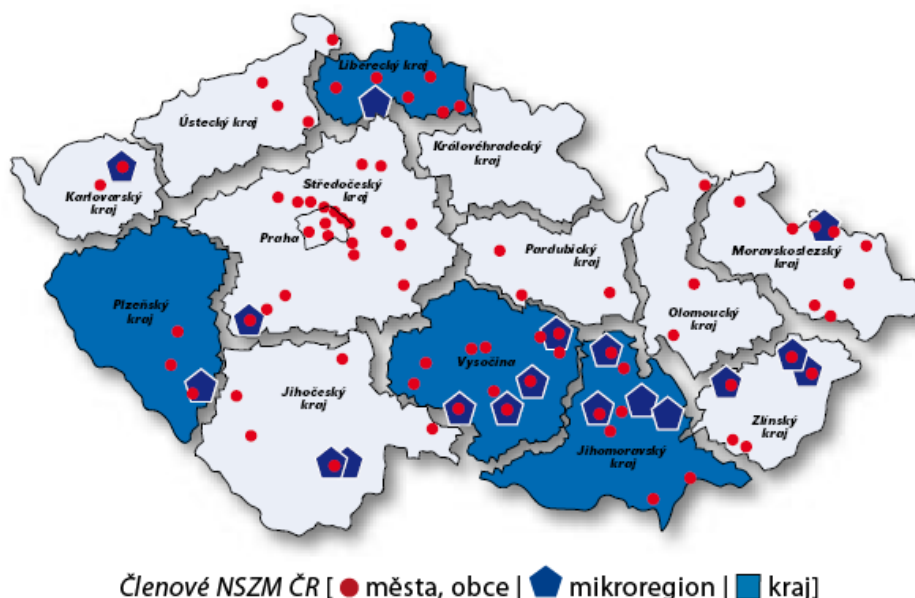 Liberecký kraj
Ústecký kraj
Královéhradecký
kraj
Karlovarský
kraj
Středočeský
kraj
Praha
Pardubický
kraj
Moravskoslezský
kraj
Plzeňský
kraj
Olomoucký
kraj
Vysočina
Jihočeský
kraj
Zlínský
kraj
Jihomoravský
kraj
Členové NSZM ČR [ města, obce | mikroregion | kraj]